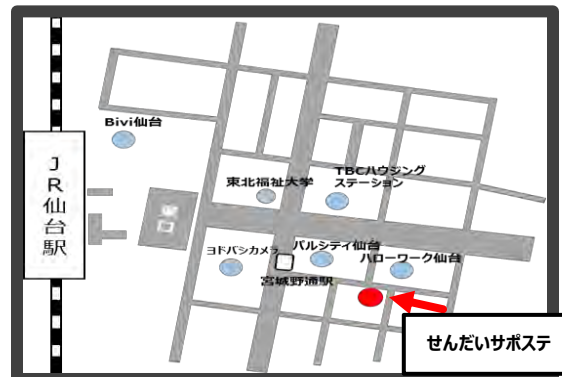 Bivi仙台
JR仙台駅
東口
東北福祉大学
TBCハウジング
ステーション
ヨドバシカメラ
パルシティ仙台
ハローワーク仙台
宮城野通駅
せんだいサポステ